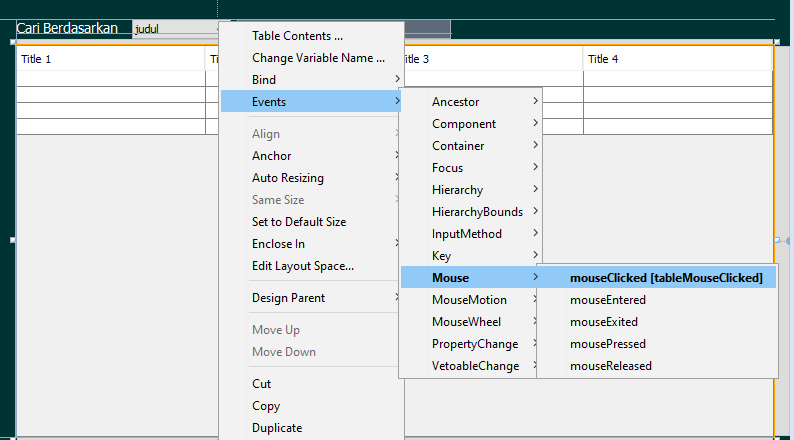 Cari Berdasarkan
judul
Title 1
3
Title 4
Table Contents ...
Change Variable Name ...
Bind
Events
Align
Anchor
Auto Resizing
Same Size
Set to Default Size
Enclose In
Edit Layout Space...
Design Parent
Move Up
Move Down
Cut
Copy
Duplicate
Ancestor
Component
Container
Focus
Hierarchy
HierarchyBounds
InputMethod
Key
Mouse
MouseMotion
MouseWheel
PropertyChange
VetoableChange
mouseClicked [tableMouseClicked]
mouseEntered
mouseExited
mousePressed
mouseReleased